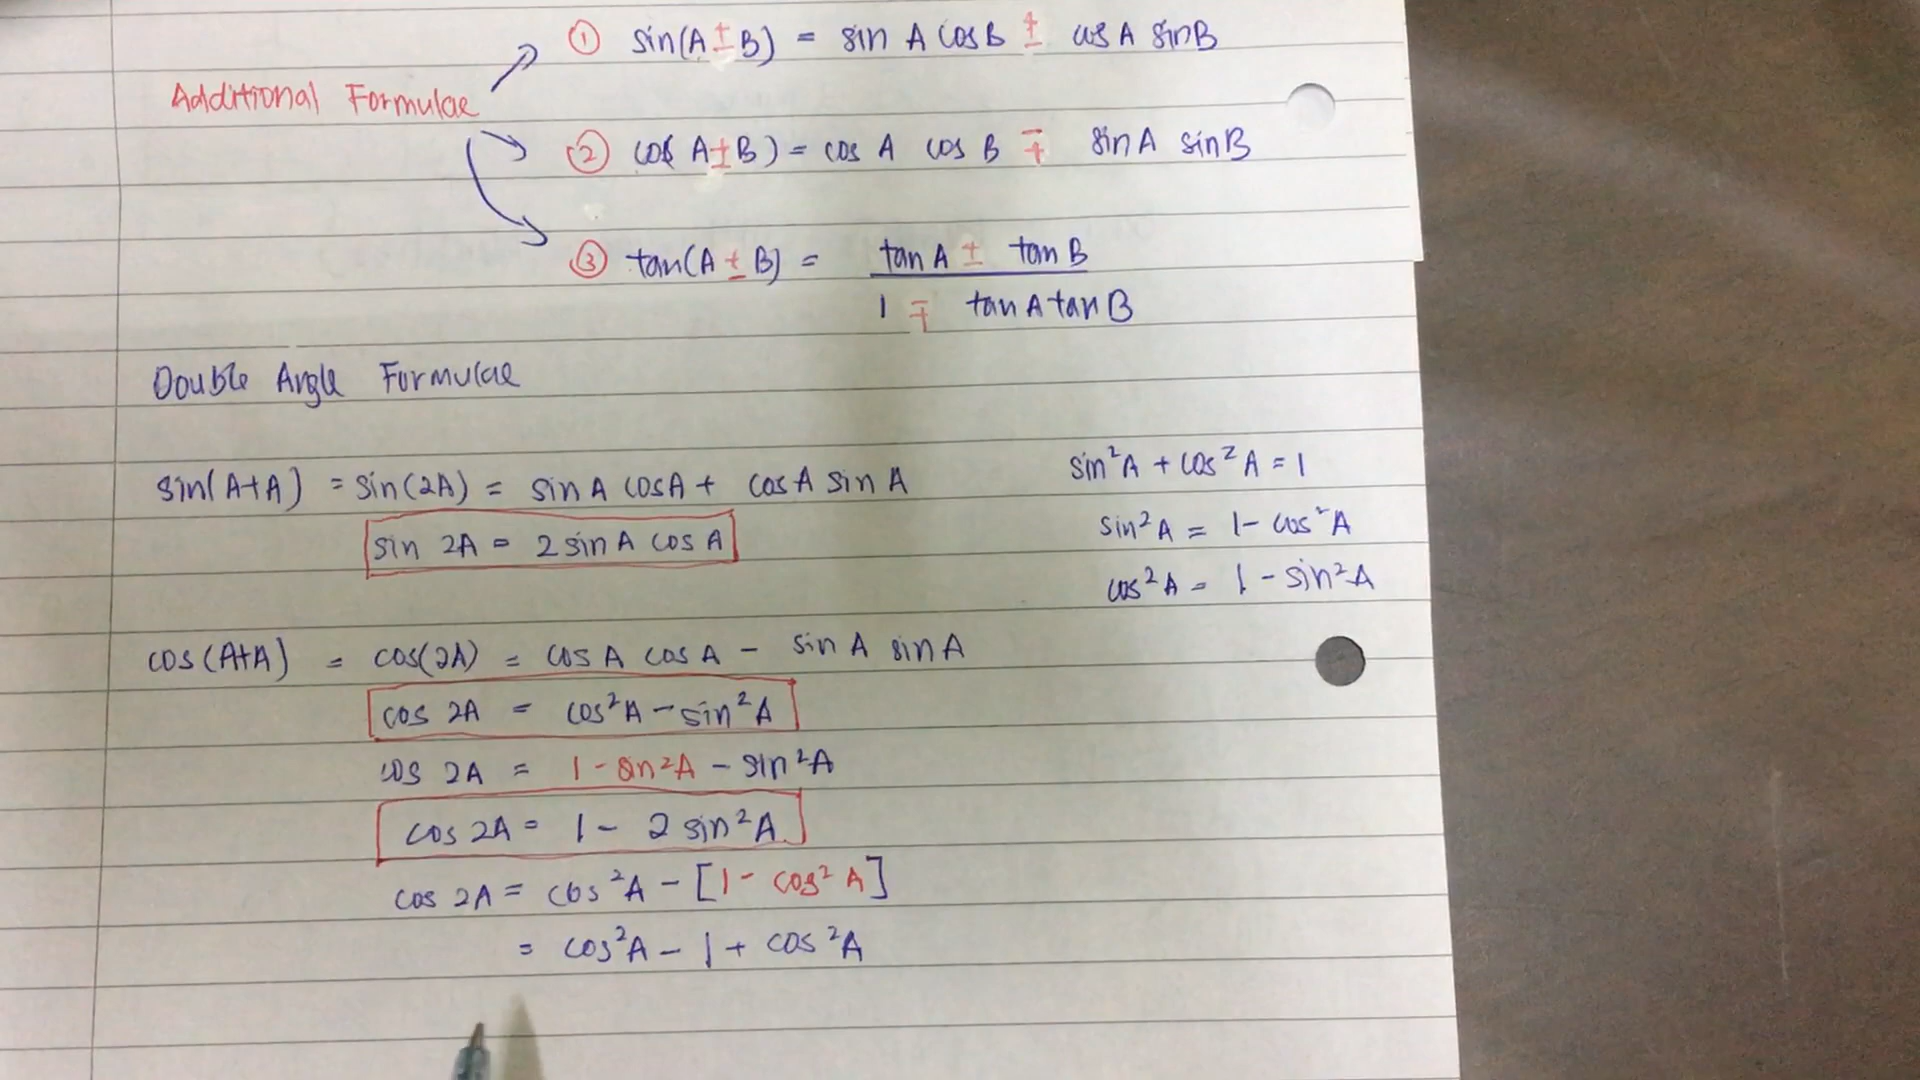 ① sin(A ± B) = sin A cos B ± cos A sin B
Additional Formulae
② cos(A ± B) = cos A cos B ∓ sin A sin B
③ tan(A ± B) = tan A ± tan B
1 ∓ tan A tan B
Double Angle Formulae
sin(A+A) = sin(2A) = sin A cos A + cos A sin A
sin 2A = 2 sin A cos A
sin²A + cos²A = 1
sin²A = 1 - cos²A
cos²A = 1 - sin²A
cos(A+A) = cos(2A) = cos A cos A - sin A sin A
cos 2A = cos²A - sin²A
cos 2A = 1 - sin²A - sin²A
cos 2A = 1 - 2 sin²A
cos 2A = cos²A - [1 - cos²A]
= cos²A - 1 + cos²A